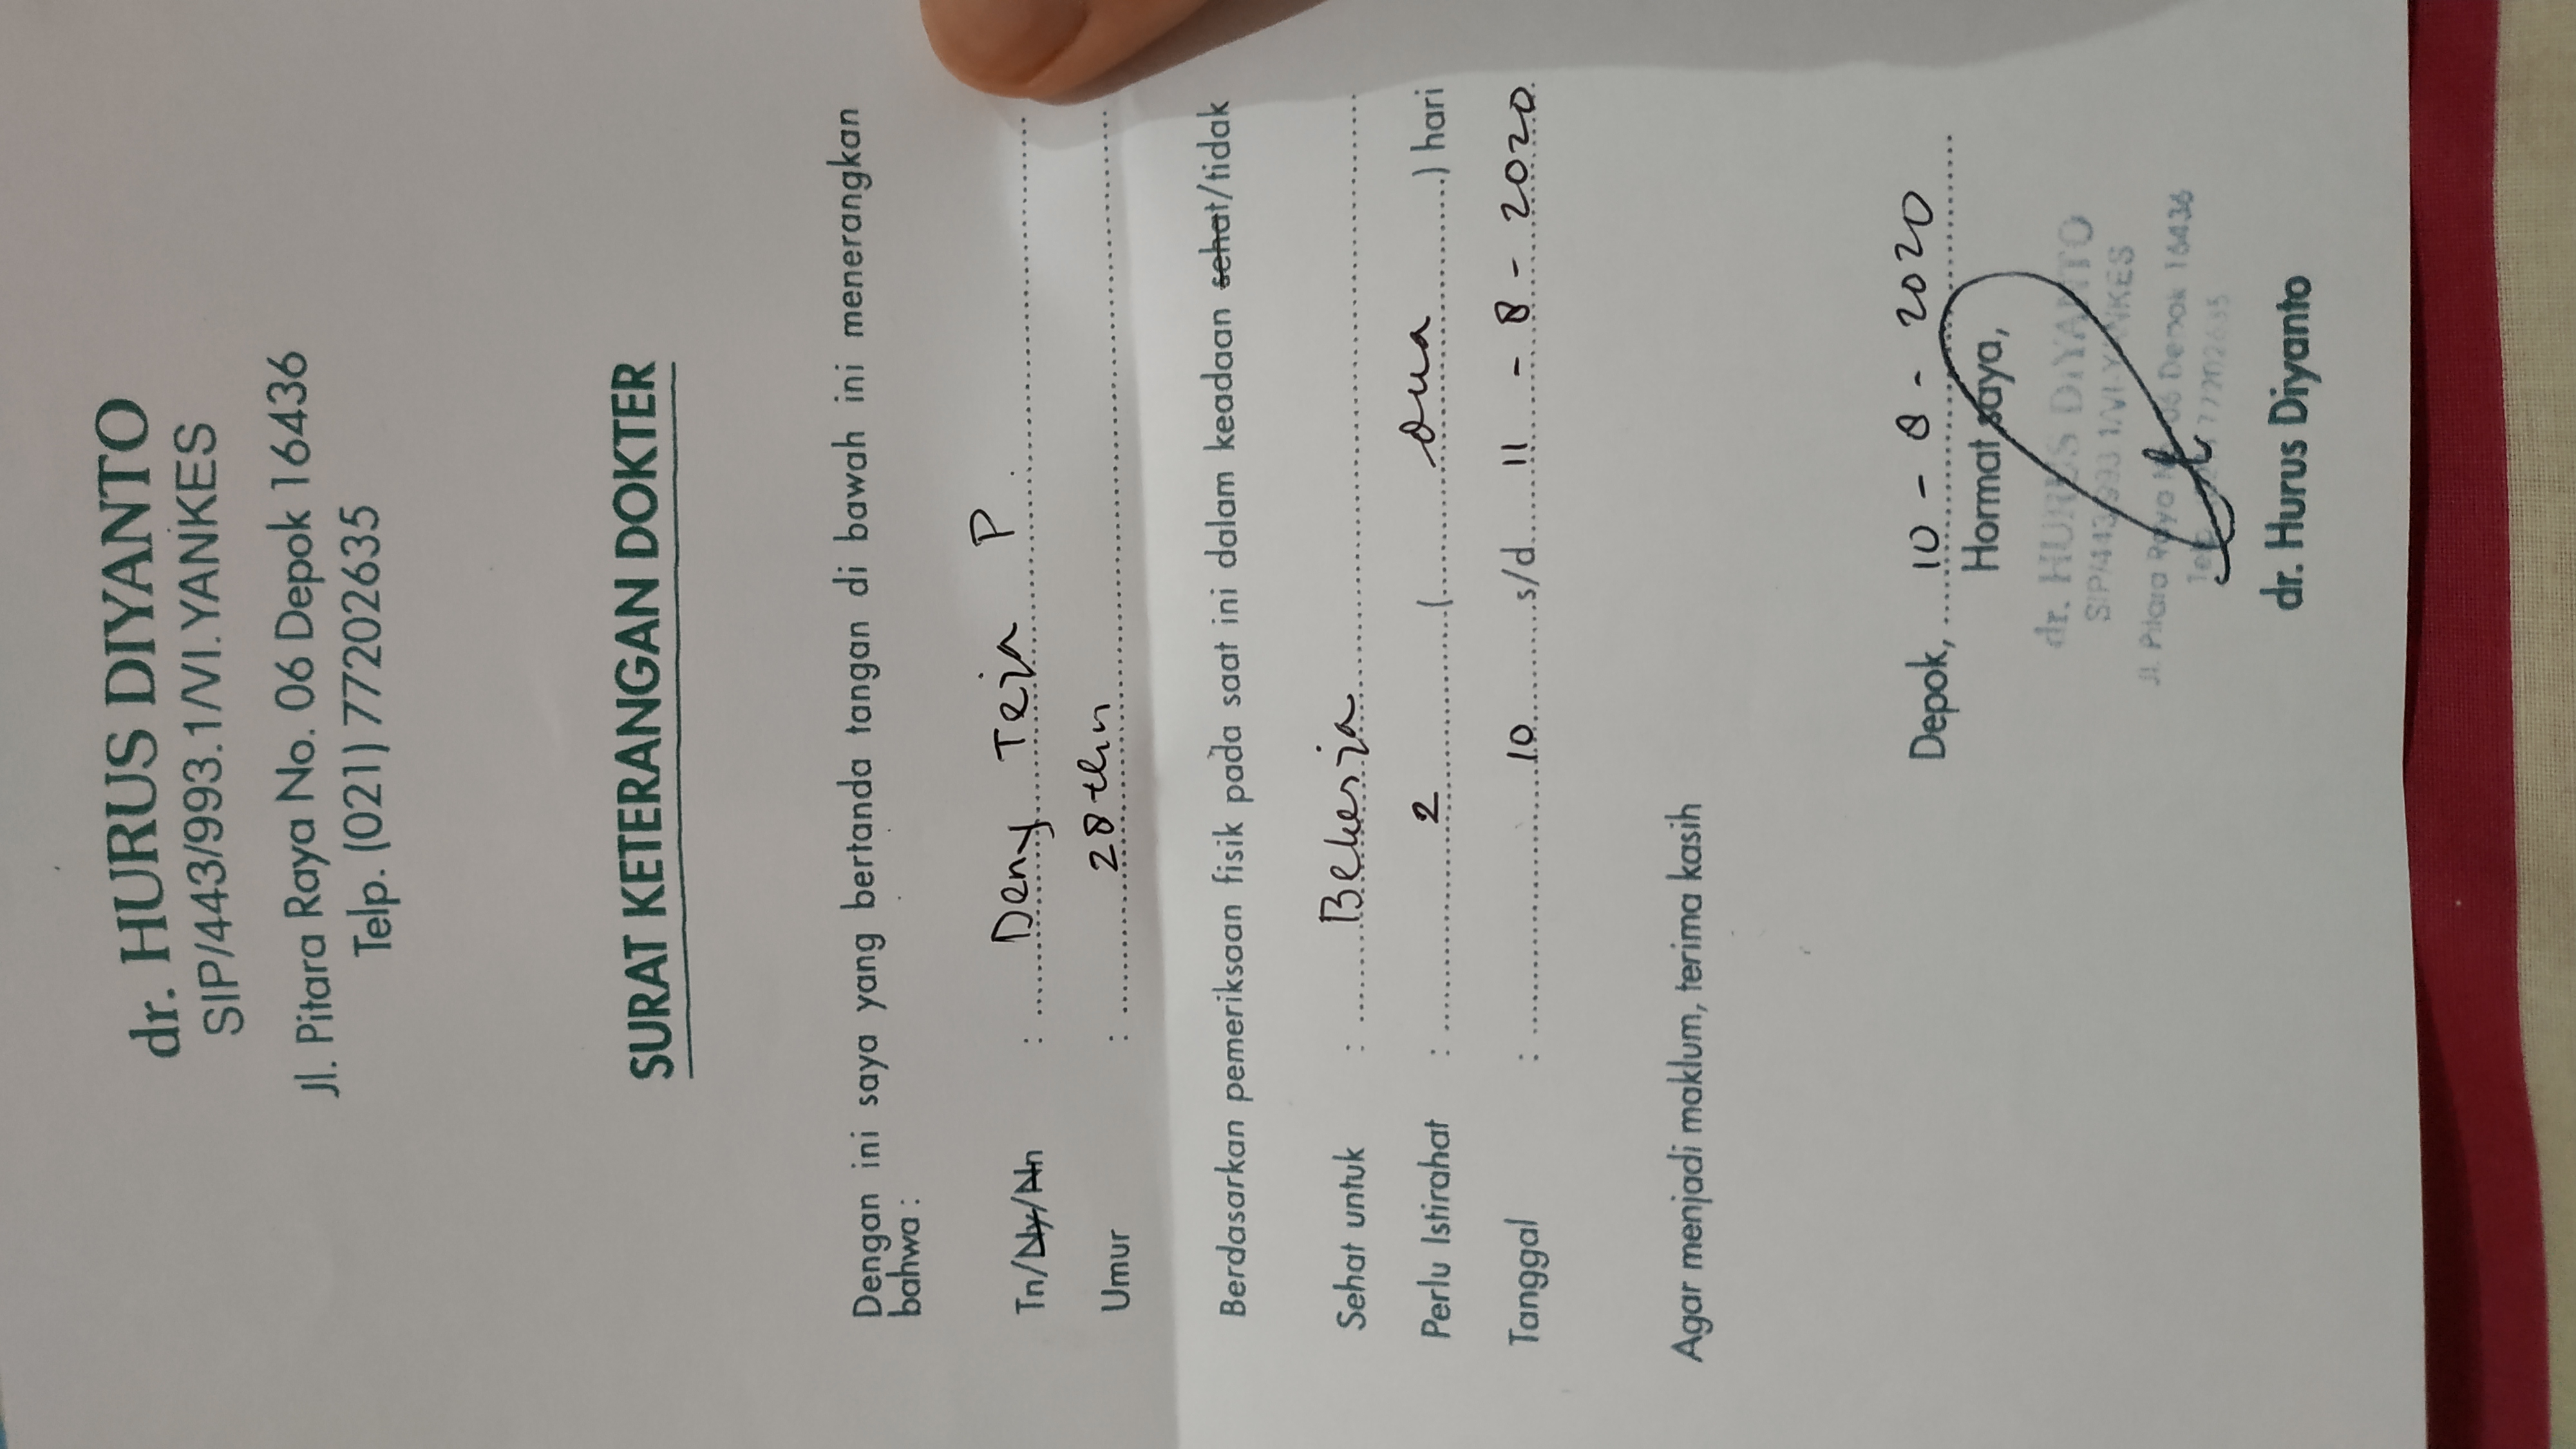 dr. HURUS DIYANTO
SIP/443/993.1/VI.YANKES
Jl. Pitara Raya No. 06 Depok 16436
Telp. (021) 77202635
SURAT KETERANGAN DOKTER
Dengan ini saya yang bertanda tangan di bawah ini menerangkan
bahwa :
Tn/Ny/Nn : Deny Teja P
Umur : 28 thn
Berdasarkan pemeriksaan fisik pada saat ini dalam keadaan sehat/tidak
Sehat untuk : Bekerja
Perlu Istirahat : 2 ( dua ) hari
Tanggal : 10 s/d 11 - 8 - 2020
Agar menjadi maklum, terima kasih
Depok, 10 - 8 - 2020
Hormat saya,
dr. HURUS DIYANTO
SIP/443/993.1/VI.YANKES
Jl. Pitara Raya No. 06 Depok 16436
Telp. (021) 77202635
dr. Hurus Diyanto